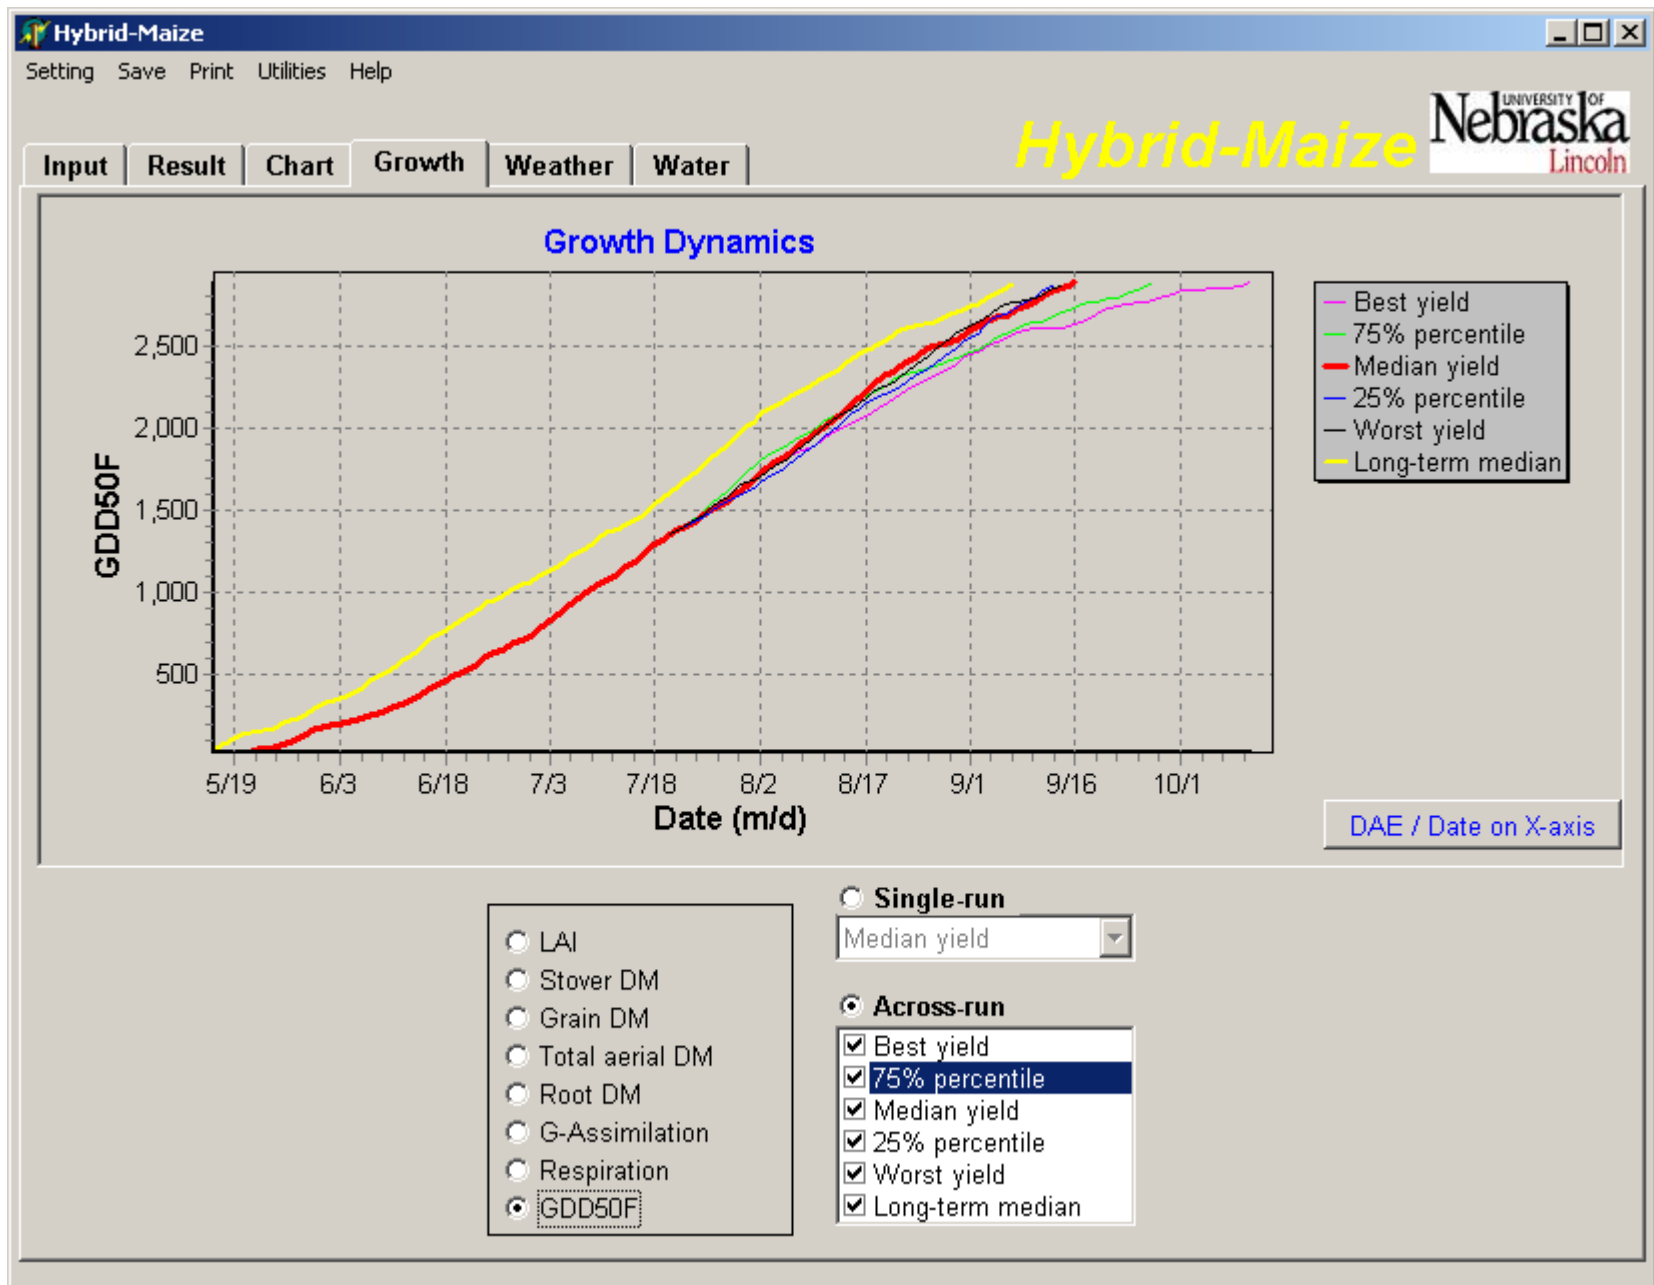 Hybrid-Maize
Setting Save Print Utilities Help
Hybrid-Maize
UNIVERSITY OF
Nebraska
Lincoln
Input Result Chart Growth Weather Water
Growth Dynamics
GDD50F
2,500
2,000
1,500
1,000
500
5/19 6/3 6/18 7/3 7/18 8/2 8/17 9/1 9/16 10/1
Date (m/d)
Best yield
75% percentile
Median yield
25% percentile
Worst yield
Long-term median
DAE / Date on X-axis
LAI
Stover DM
Grain DM
Total aerial DM
Root DM
G-Assimilation
Respiration
GDD50F
Single-run
Median yield
Across-run
Best yield
75% percentile
Median yield
25% percentile
Worst yield
Long-term median